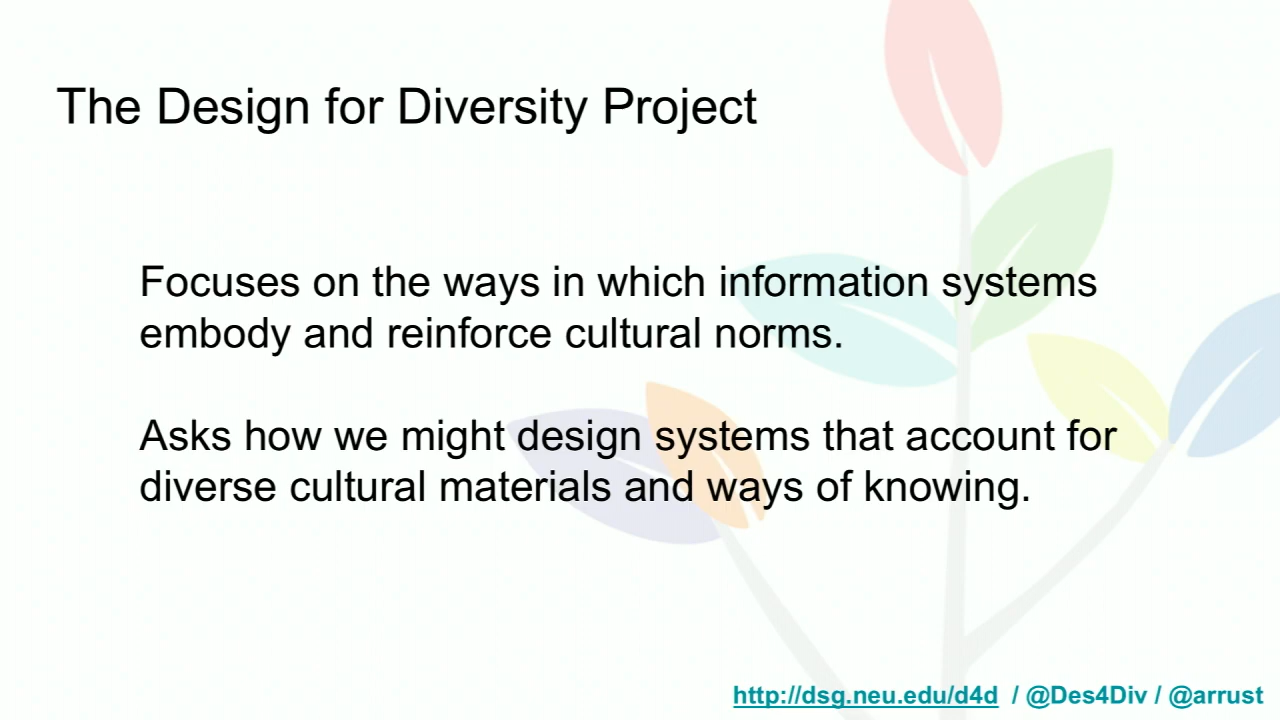 The Design for Diversity Project
Focuses on the ways in which information systems
embody and reinforce cultural norms.
Asks how we might design systems that account for
diverse cultural materials and ways of knowing.
http://dsg.neu.edu/d4d / @Des4Div / @arrust